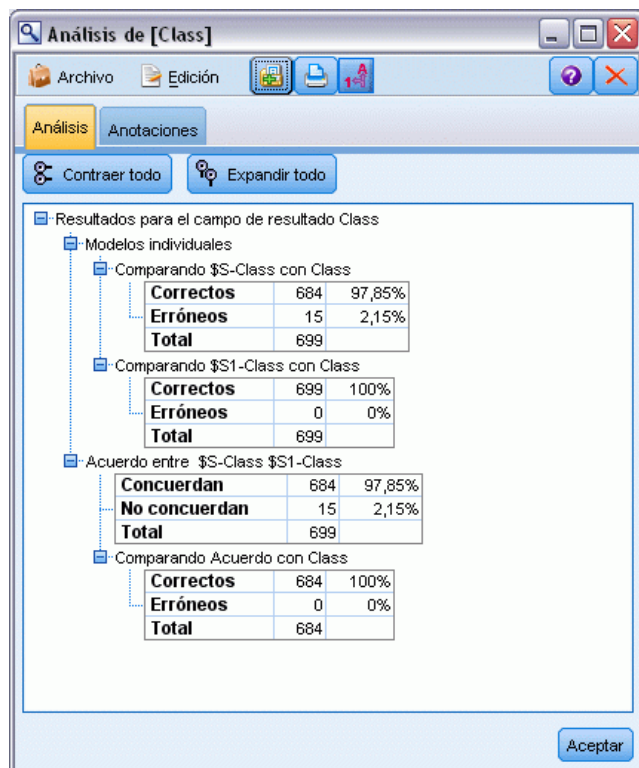 Análisis de [Class]
Archivo Edición
Análisis Anotaciones
Contraer todo Expandir todo
Resultados para el campo de resultado Class
Modelos individuales
Comparando $S-Class con Class
Correctos 684 97,85%
Erróneos 15 2,15%
Total 699
Comparando $S1-Class con Class
Correctos 699 100%
Erróneos 0 0%
Total 699
Acuerdo entre $S-Class $S1-Class
Concuerdan 684 97,85%
No concuerdan 15 2,15%
Total 699
Comparando Acuerdo con Class
Correctos 684 100%
Erróneos 0 0%
Total 684
Aceptar